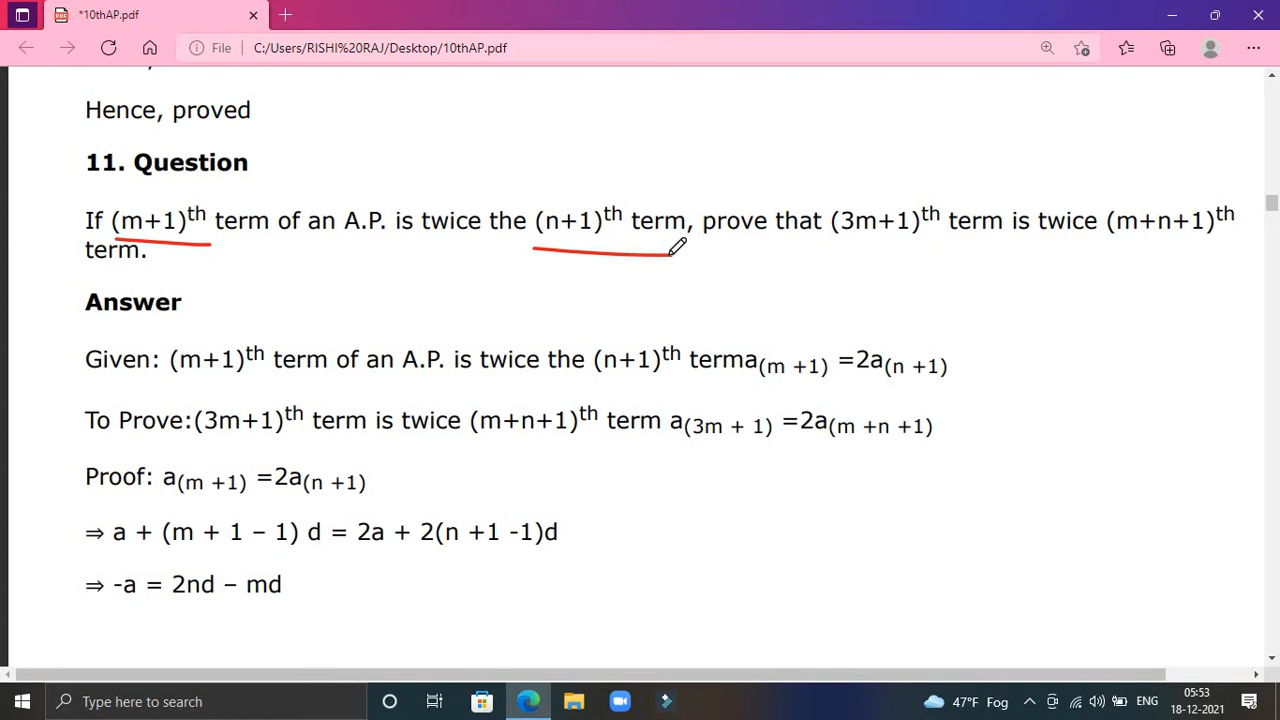 *10thAP.pdf
File C:/Users/RISHI%20RAJ/Desktop/10thAP.pdf
Hence, proved
11. Question
If (m+1)th term of an A.P. is twice the (n+1)th term, prove that (3m+1)th term is twice (m+n+1)th
term.
Answer
Given: (m+1)th term of an A.P. is twice the (n+1)th terma(m +1) =2a(n +1)
To Prove:(3m+1)th term is twice (m+n+1)th term a(3m + 1) =2a(m +n +1)
Proof: a(m +1) =2a(n +1)
⇒ a + (m + 1 – 1) d = 2a + 2(n +1 -1)d
⇒ -a = 2nd – md
Type here to search
47°F Fog
ENG
05:53
18-12-2021